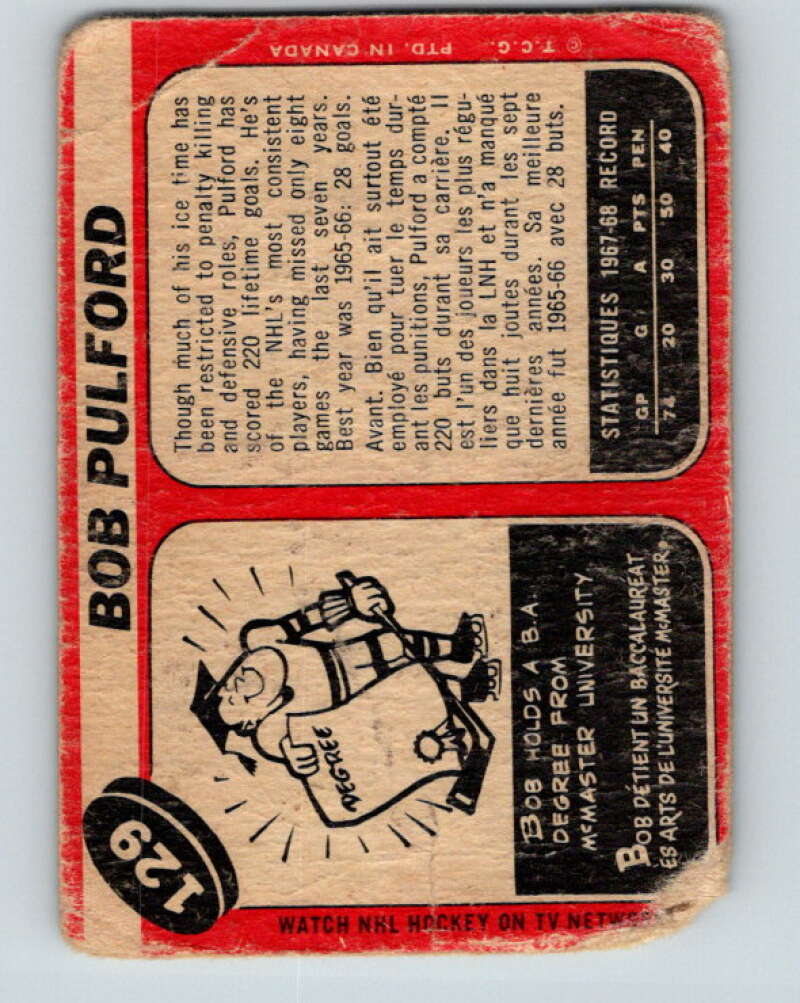 BOB PULFORD
129
DEGREE
BOB HOLDS A B.A.
DEGREE FROM
McMASTER UNIVERSITY
BOB DÉTIENT UN BACCALAUREAT
ÈS ARTS DE L'UNIVERSITÉ McMASTER.
WATCH NHL HOCKEY ON TV
Though much of his ice time has
been restricted to penalty killing
and defensive roles, Pulford has
scored 220 lifetime goals. He's
of the NHL's most consistent
players, having missed only eight
games the last seven years.
Best year was 1965-66: 28 goals.
Avant. Bien qu'il ait surtout été
employé pour tuer le temps dur-
ant les punitions, Pulford a compté
220 buts durant sa carrière. Il
est l'un des joueurs les plus régu-
liers dans la LNH et n'a manqué
que huit joutes durant les sept
dernières années. Sa meilleure
année fut 1965-66 avec 28 buts.
STATISTIQUES 1967-68 RECORD
GP G A PTS PEN
74 20 30 50 40
© T.C.G. PTD. IN CANADA